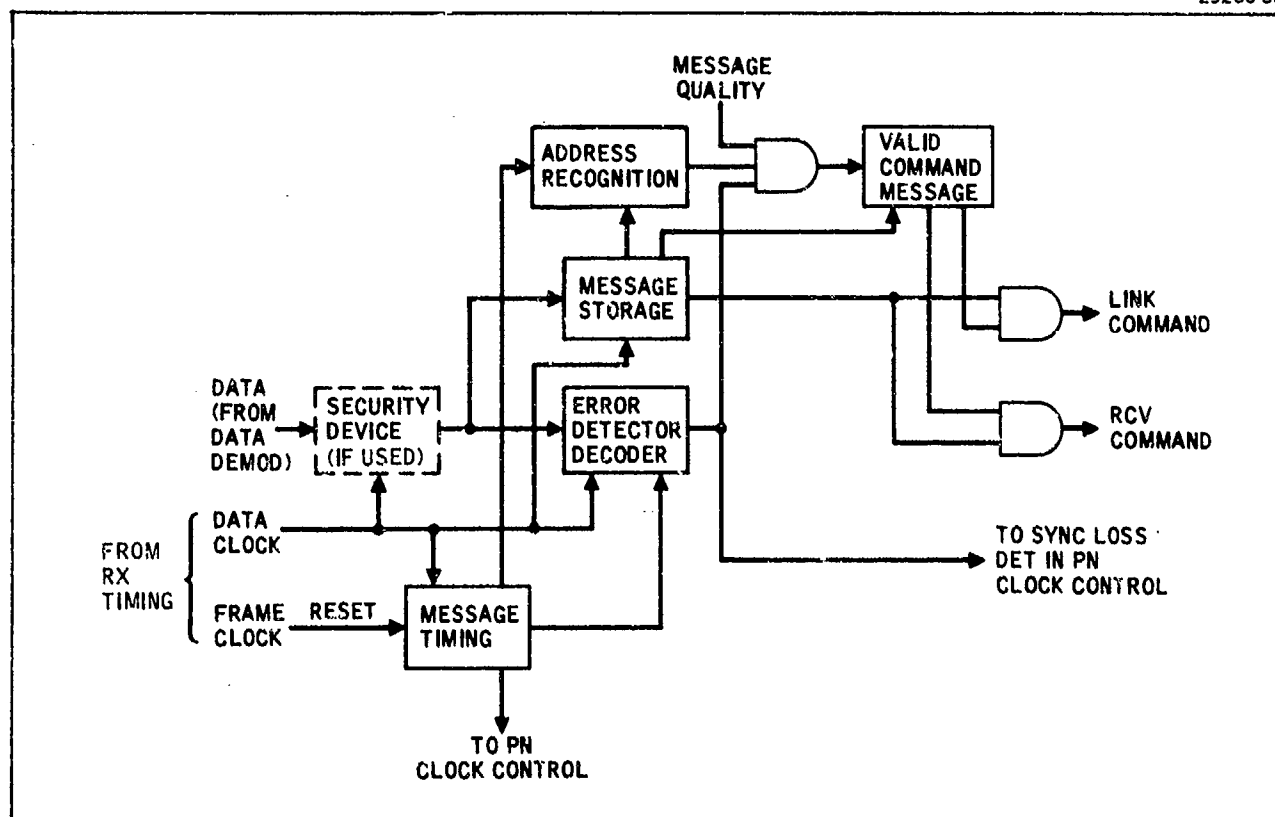 MESSAGE
QUALITY
ADDRESS
RECOGNITION
VALID
COMMAND
MESSAGE
MESSAGE
STORAGE
LINK
COMMAND
DATA
(FROM
DATA
DEMOD)
SECURITY
DEVICE
(IF USED)
ERROR
DETECTOR
DECODER
RCV
COMMAND
FROM
RX
TIMING
DATA
CLOCK
TO SYNC LOSS
DET IN PN
CLOCK CONTROL
FRAME
CLOCK
RESET
MESSAGE
TIMING
TO PN
CLOCK CONTROL